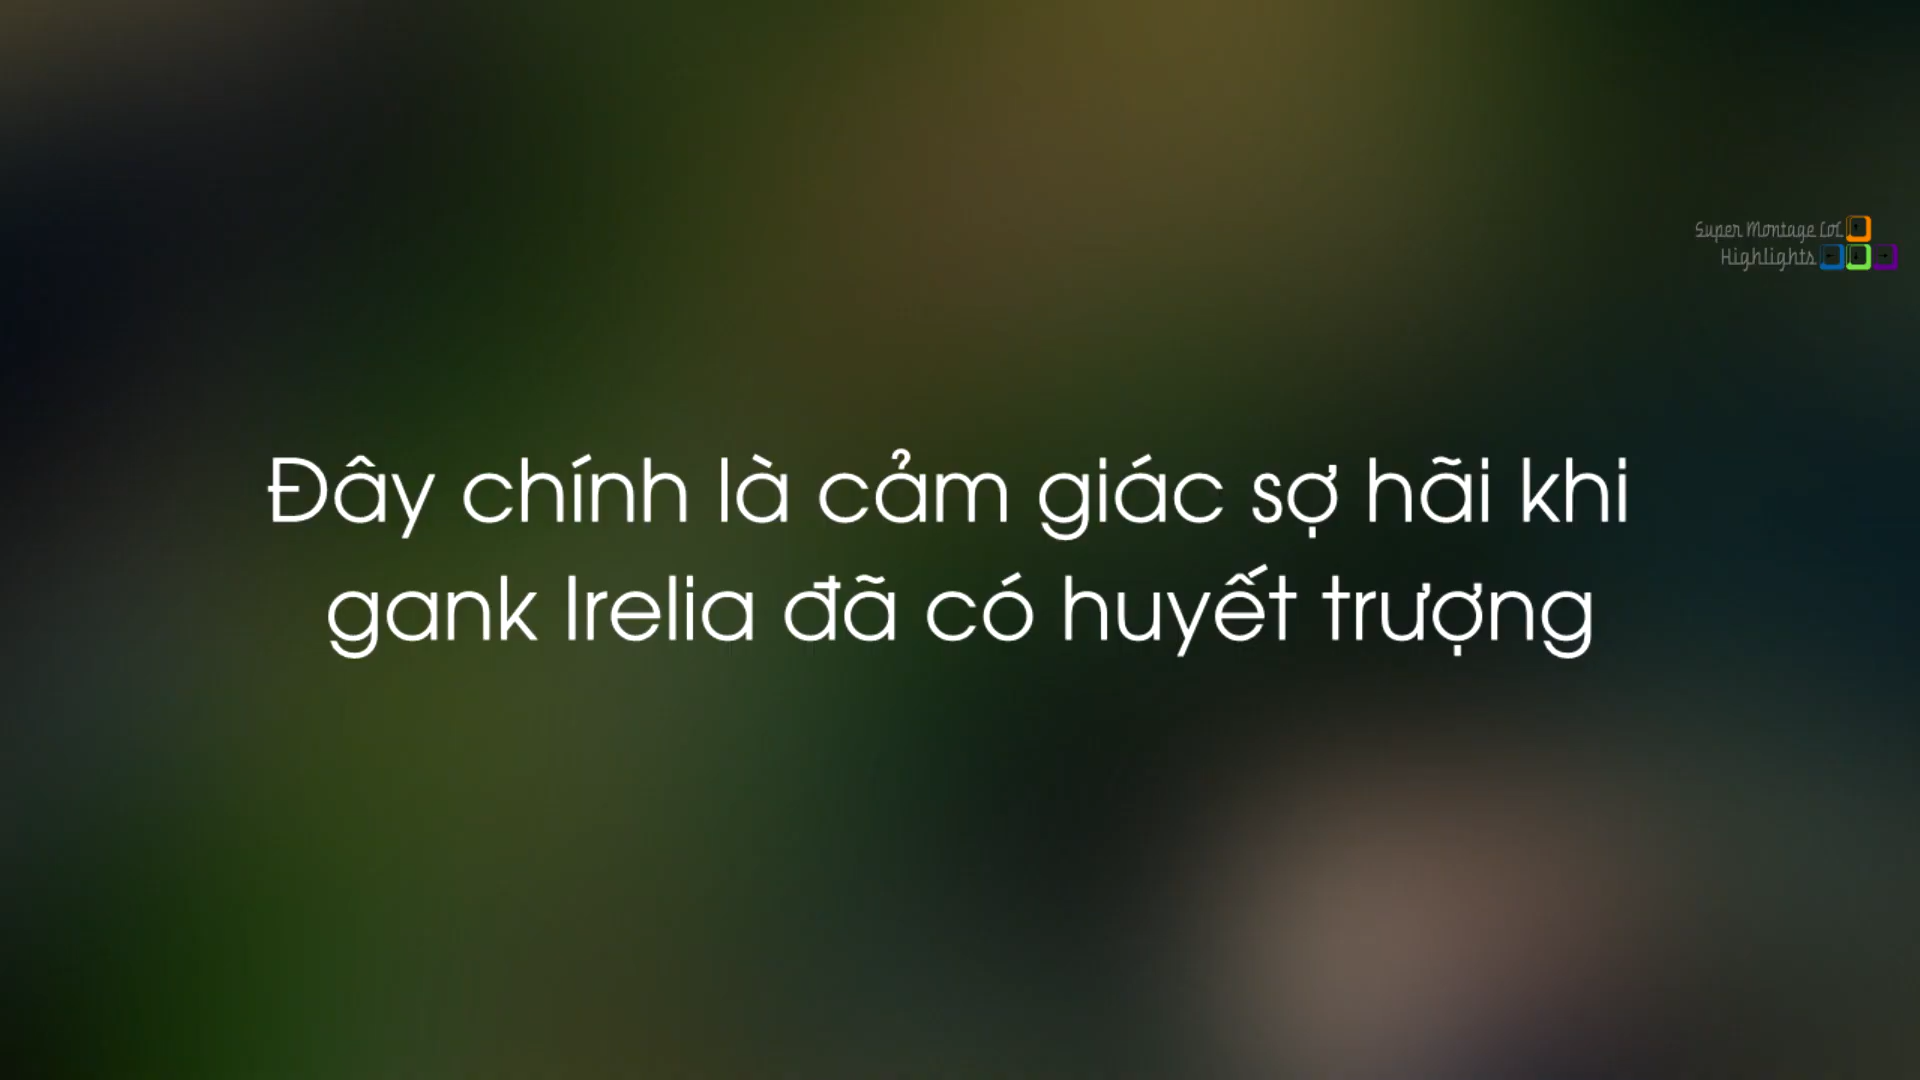 Super Montage LoL
Highlights
Đây chính là cảm giác sợ hãi khi
gank Irelia đã có huyết trượng